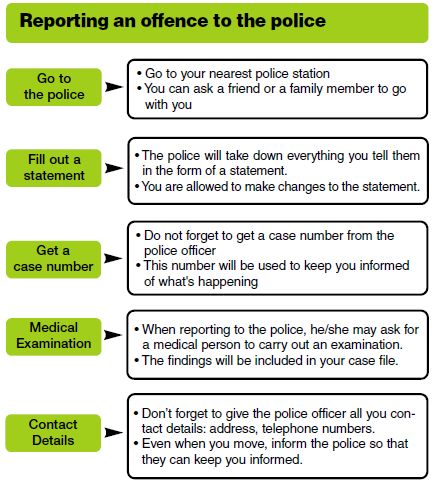 Reporting an offence to the police
Go to
the police
• Go to your nearest police station
• You can ask a friend or a family member to go
with you
Fill out a
statement
• The police will take down everything you tell them
in the form of a statement.
• You are allowed to make changes to the statement.
Get a
case number
• Do not forget to get a case number from the
police officer
• This number will be used to keep you informed
of what's happening
Medical
Examination
• When reporting to the police, he/she may ask for
a medical person to carry out an examination.
• The findings will be included in your case file.
Contact
Details
• Don't forget to give the police officer all you con-
tact details: address, telephone numbers.
• Even when you move, inform the police so that
they can keep you informed.